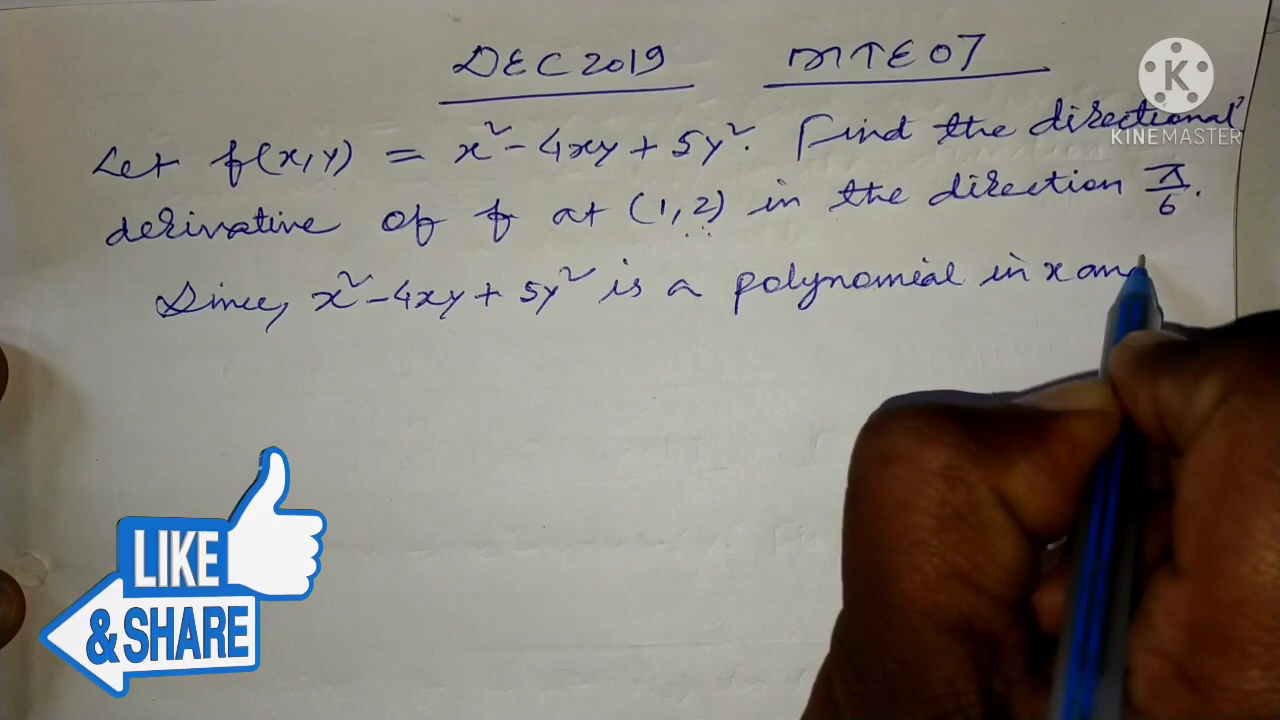 DEC 2019 MTE 07
K
KINEMASTER
Let f(x,y) = x² - 4xy + 5y². Find the directional
derivative of f at (1,2) in the direction π/6.
Since, x² - 4xy + 5y² is a polynomial in x and
LIKE
& SHARE